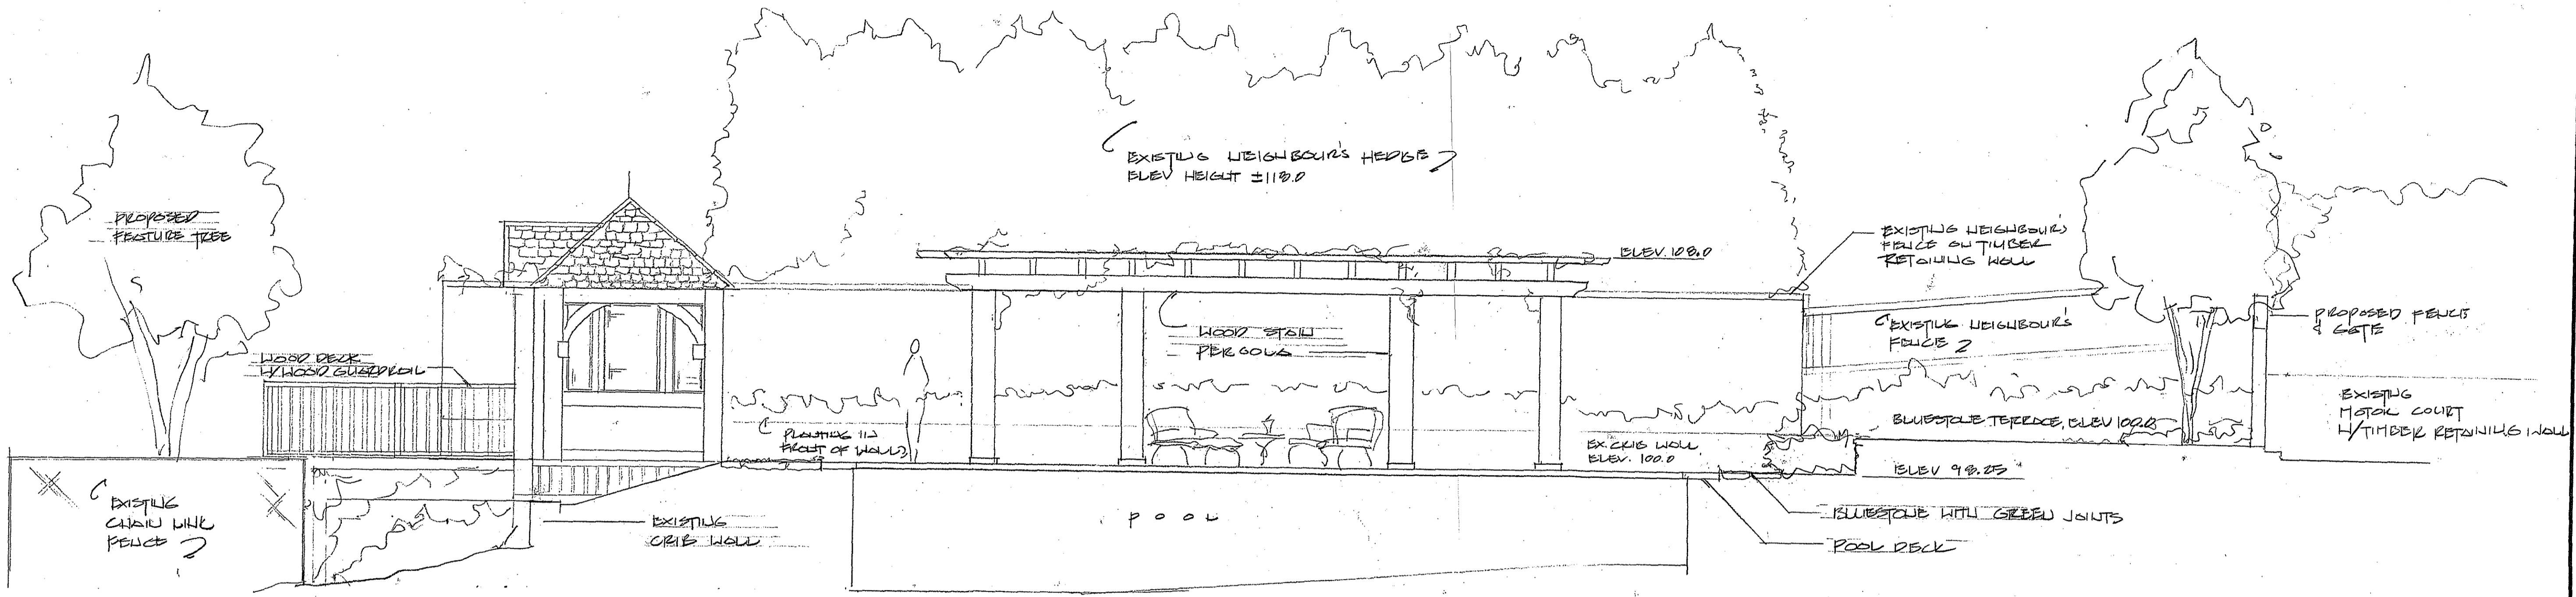 PROPOSED
FEATURE TREE
WOOD DECK
W/WOOD GUARDRAIL
EXISTING
CHAIN LINK
FENCE
EXISTING
CRIB WALL
PLANTING IN
FRONT OF WALL
EXISTING NEIGHBOUR'S HEDGE
ELEV HEIGHT ±118.0
ELEV. 108.0
WOOD STAIN
PERGOLA
EX. CRIB WALL
ELEV. 100.0
POOL
EXISTING NEIGHBOUR'S
FENCE ON TIMBER
RETAINING WALL
EXISTING NEIGHBOUR'S
FENCE
BLUESTONE TERRACE, ELEV 100.0
ELEV 98.25
BLUESTONE WITH GREEN JOINTS
POOL DECK
PROPOSED FENCE
& GATE
EXISTING
MOTOR COURT
W/TIMBER RETAINING WALL